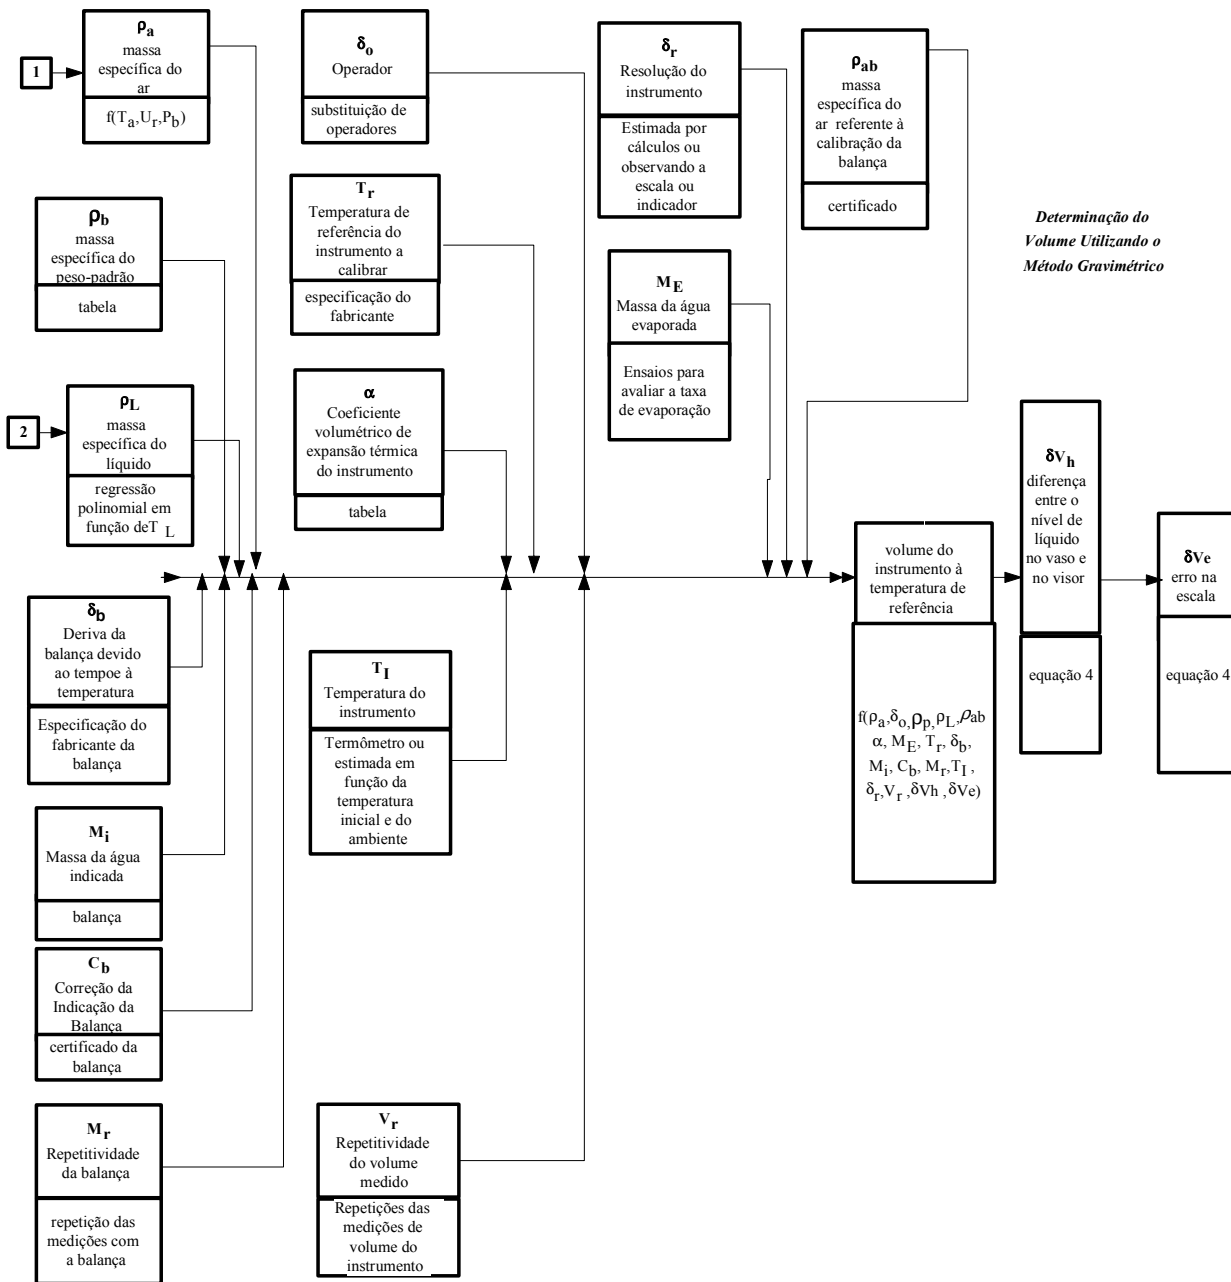 1
ρa
massa
específica do
ar
f(Ta,Ur,Pb)
ρb
massa
específica do
peso-padrão
tabela
2
ρL
massa
específica
do líquido
regressão
polinomial em
função deT L
δb
Deriva da
balança devido
ao tempoe à
temperatura
Especificação do
fabricante da
balança
Mi
Massa da água
indicada
balança
Cb
Correção da
Indicação da
Balança
certificado da
balança
Mr
Repetitividade
da balança
repetição das
medições com
a balança
δo
Operador
substituição de
operadores
Tr
Temperatura de
referência do
instrumento a
calibrar
especificação do
fabricante
α
Coeficiente
volumétrico de
expansão térmica
do instrumento
tabela
TI
Temperatura do
instrumento
Termômetro ou
estimada em
função da
temperatura
inicial e do
ambiente
Vr
Repetitividade
do volume
medido
Repetições das
medições de
volume do
instrumento
δr
Resolução do
instrumento
Estimada por
cálculos ou
observando a
escala ou
indicador
ME
Massa da água
evaporada
Ensaios para
avaliar a taxa
de evaporação
ρab
massa
específica do
ar referente à
calibração da
balança
certificado
Determinação do
Volume Utilizando o
Método Gravimétrico
volume do
instrumento à
temperatura de
referência
f(ρa,δo,ρp,ρL,ρab
α, ME, Tr, δb,
Mi, Cb, Mr,TI ,
δr,Vr ,δVh ,δVe)
δVh
diferença
entre o
nível de
líquido
no vaso e
no visor
equação 4
δVe
erro na
escala
equação 4